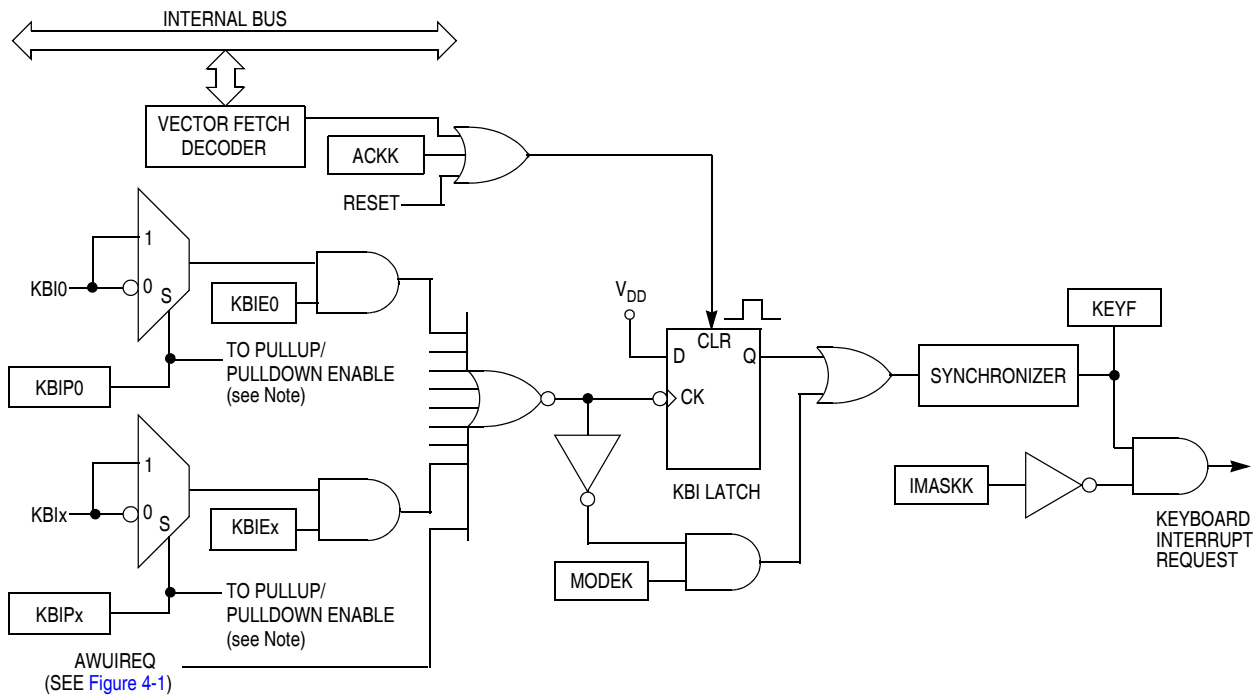 INTERNAL BUS
VECTOR FETCH
DECODER
ACKK
RESET
1
KBI0
0
S
KBIE0
TO PULLUP/
PULLDOWN ENABLE
(see Note)
KBIP0
V_DD
D
CLR
Q
CK
KBI LATCH
SYNCHRONIZER
KEYF
1
KBIx
0
S
KBIEx
IMASKK
KEYBOARD
INTERRUPT
REQUEST
MODEK
TO PULLUP/
PULLDOWN ENABLE
(see Note)
KBIPx
AWUIREQ
(SEE Figure 4-1)